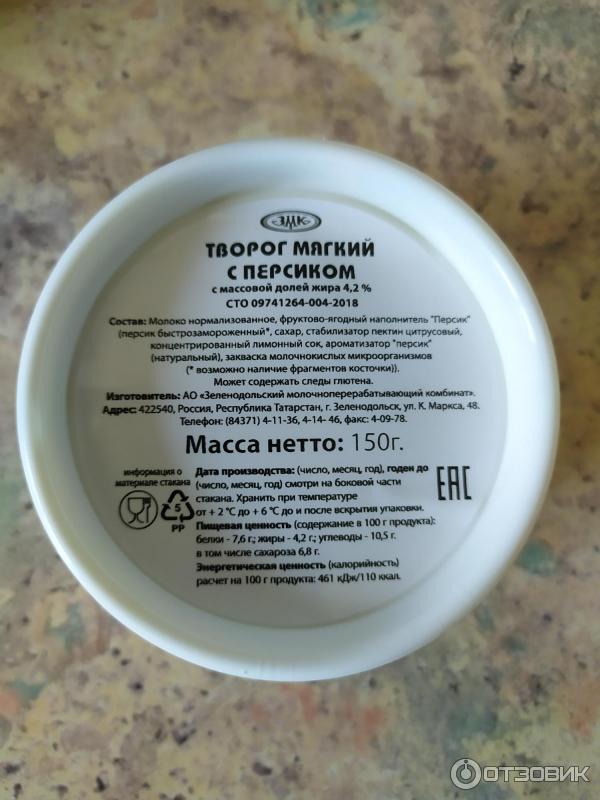 ЗМК
ТВОРОГ МЯГКИЙ
С ПЕРСИКОМ
с массовой долей жира 4,2 %
СТО 09741264-004-2018
Состав: Молоко нормализованное, фруктово-ягодный наполнитель "Персик"
(персик быстрозамороженный*, сахар, стабилизатор пектин цитрусовый,
концентрированный лимонный сок, ароматизатор "персик"
(натуральный), закваска молочнокислых микроорганизмов
(* возможно наличие фрагментов косточки)).
Может содержать следы глютена.
Изготовитель: АО «Зеленодольский молочноперерабатывающий комбинат».
Адрес: 422540, Россия, Республика Татарстан, г. Зеленодольск, ул. К. Маркса, 48.
Телефон: (84371) 4-11-36, 4-14- 46, факс: 4-09-78.
Масса нетто: 150г.
информация о
материале стакана
5
PP
Дата производства: (число, месяц, год), годен до
(число, месяц, год) смотри на боковой части
стакана. Хранить при температуре
от + 2 °С до + 6 °С до и после вскрытия упаковки.
EAC
Пищевая ценность (содержание в 100 г продукта):
белки - 7,6 г.; жиры - 4,2 г.; углеводы - 10,5 г.
в том числе сахароза 6,8 г.
Энергетическая ценность (калорийность)
расчет на 100 г продукта: 461 кДж/110 ккал.
ОТЗОВИК